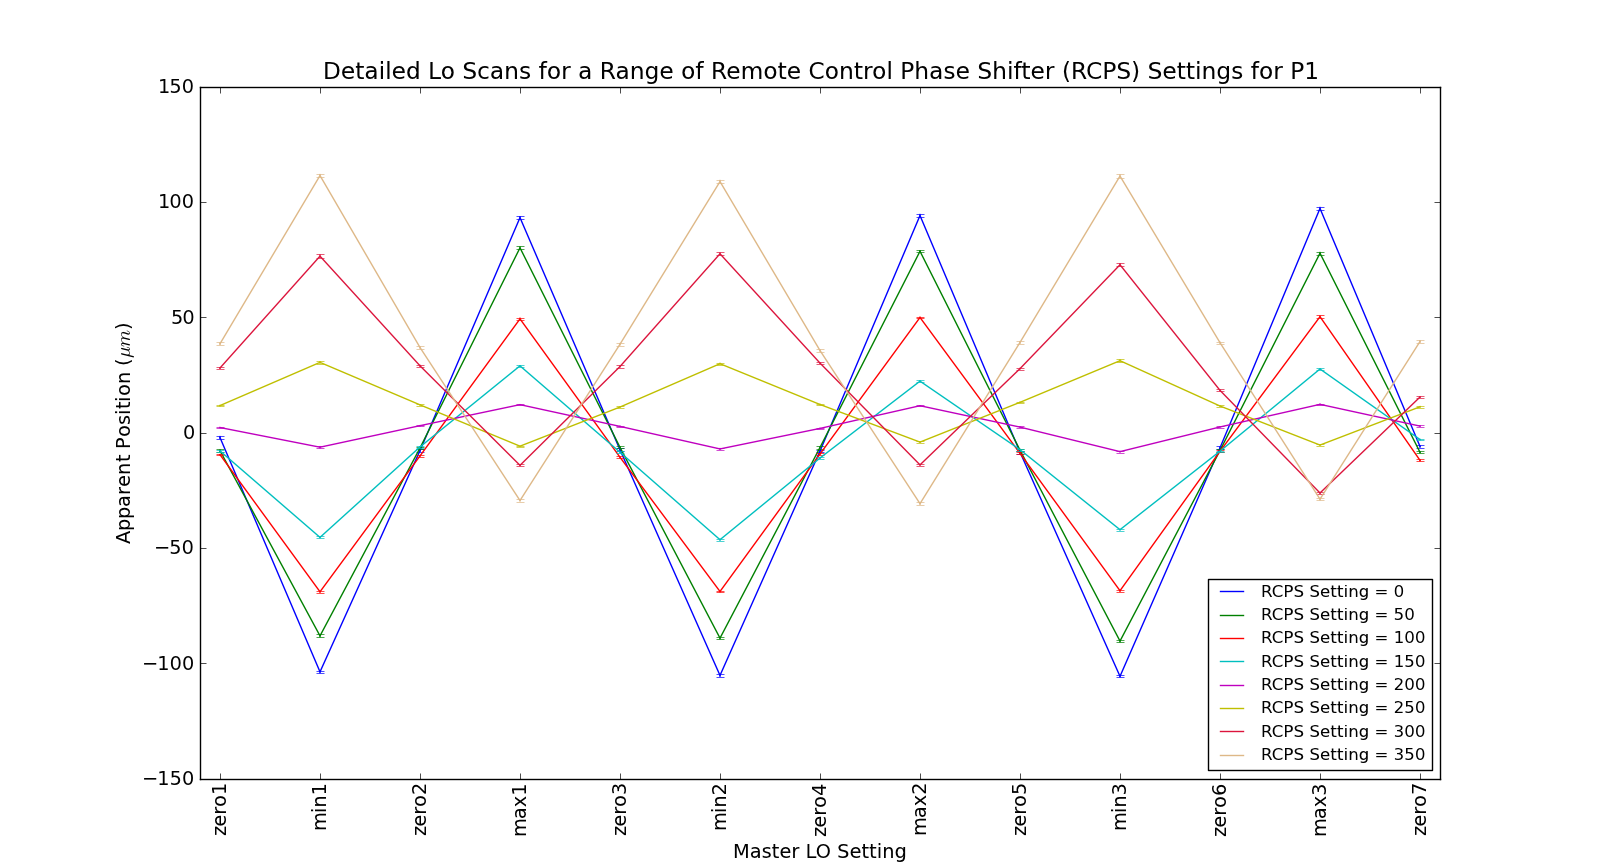 Detailed Lo Scans for a Range of Remote Control Phase Shifter (RCPS) Settings for P1
150
100
50
0
−50
−100
−150
Apparent Position (μm)
zero1
min1
zero2
max1
zero3
min2
zero4
max2
zero5
min3
zero6
max3
zero7
Master LO Setting
RCPS Setting = 0
RCPS Setting = 50
RCPS Setting = 100
RCPS Setting = 150
RCPS Setting = 200
RCPS Setting = 250
RCPS Setting = 300
RCPS Setting = 350